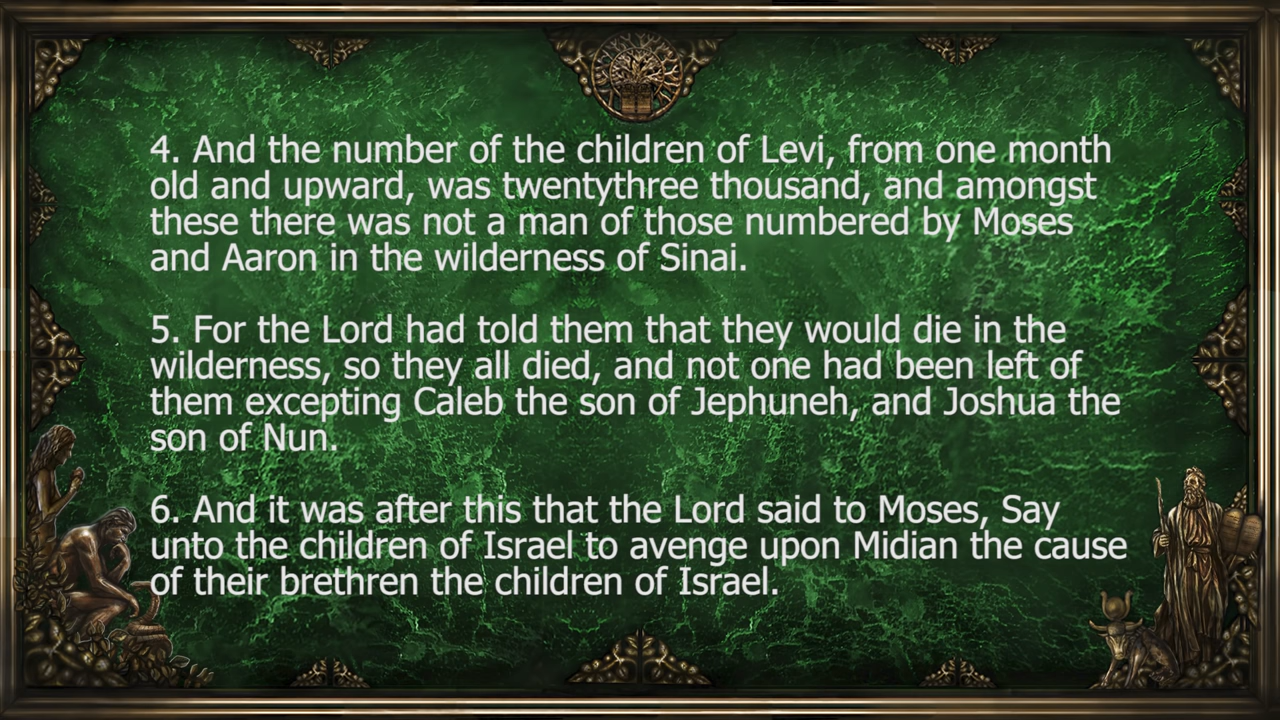 4. And the number of the children of Levi, from one month
old and upward, was twentythree thousand, and amongst
these there was not a man of those numbered by Moses
and Aaron in the wilderness of Sinai.
5. For the Lord had told them that they would die in the
wilderness, so they all died, and not one had been left of
them excepting Caleb the son of Jephuneh, and Joshua the
son of Nun.
6. And it was after this that the Lord said to Moses, Say
unto the children of Israel to avenge upon Midian the cause
of their brethren the children of Israel.